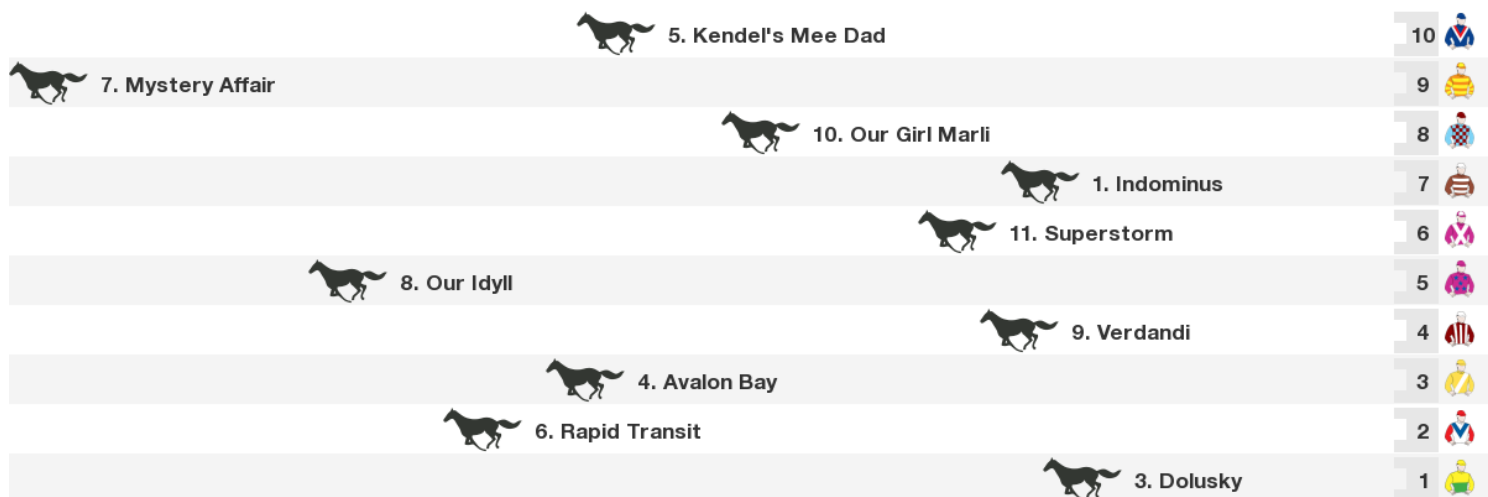 5. Kendel's Mee Dad 10
7. Mystery Affair 9
10. Our Girl Marli 8
1. Indominus 7
11. Superstorm 6
8. Our Idyll 5
9. Verdandi 4
4. Avalon Bay 3
6. Rapid Transit 2
3. Dolusky 1